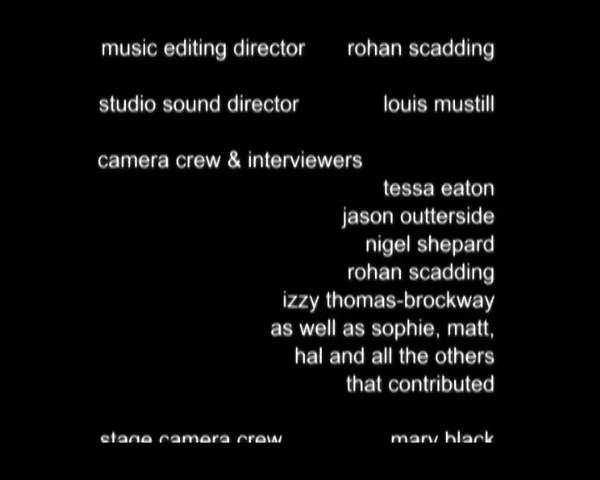 music editing director rohan scadding
studio sound director louis mustill
camera crew & interviewers
tessa eaton
jason outterside
nigel shepard
rohan scadding
izzy thomas-brockway
as well as sophie, matt,
hal and all the others
that contributed
stage camera crew mary black